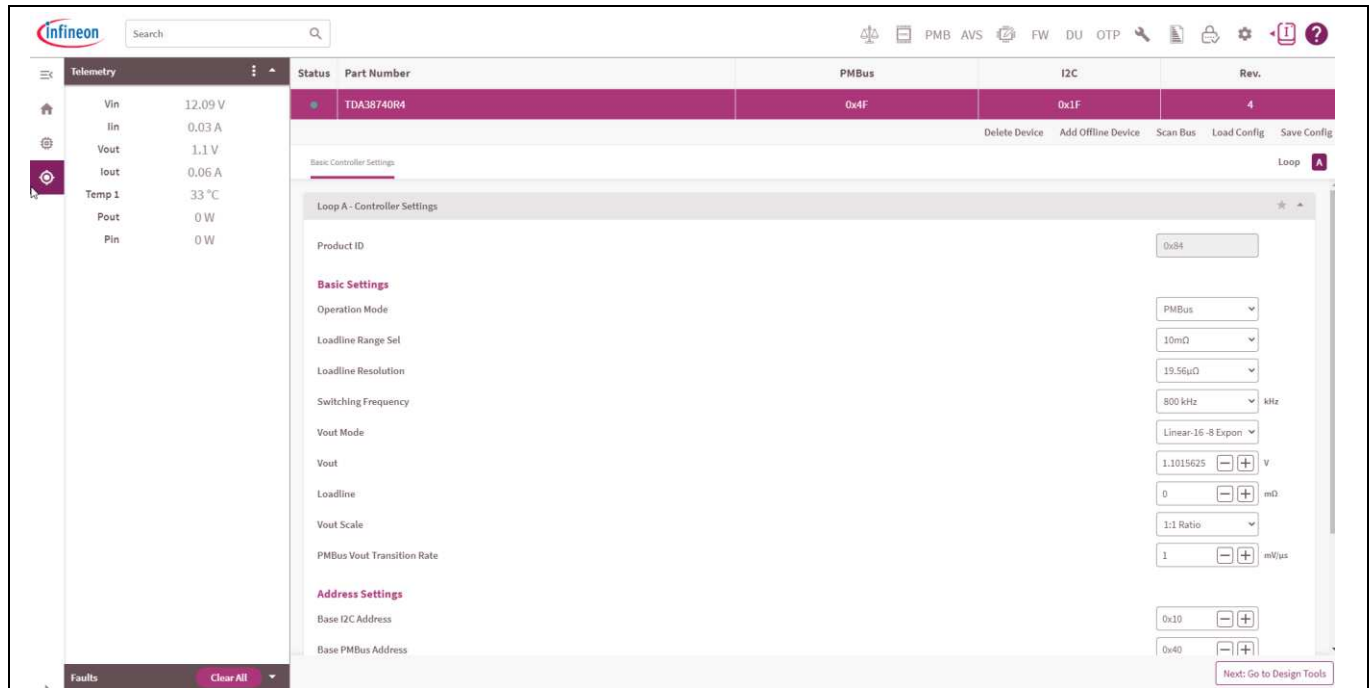 infineon
Search
PMB AVS FW DU OTP
Telemetry
Vin 12.09 V
Iin 0.03 A
Vout 1.1 V
Iout 0.06 A
Temp 1 33 °C
Pout 0 W
Pin 0 W
Faults Clear All
Status Part Number PMBus I2C Rev.
TDA38740R4 0x4F 0x1F 4
Delete Device Add Offline Device Scan Bus Load Config Save Config
Basic Controller Settings Loop A
Loop A - Controller Settings
Product ID 0x84
Basic Settings
Operation Mode PMBus
Loadline Range Sel 10mΩ
Loadline Resolution 19.56µΩ
Switching Frequency 800 kHz kHz
Vout Mode Linear-16 -8 Expon
Vout 1.1015625 V
Loadline 0 mΩ
Vout Scale 1:1 Ratio
PMBus Vout Transition Rate 1 mV/µs
Address Settings
Base I2C Address 0x10
Base PMBus Address 0x40
Next: Go to Design Tools